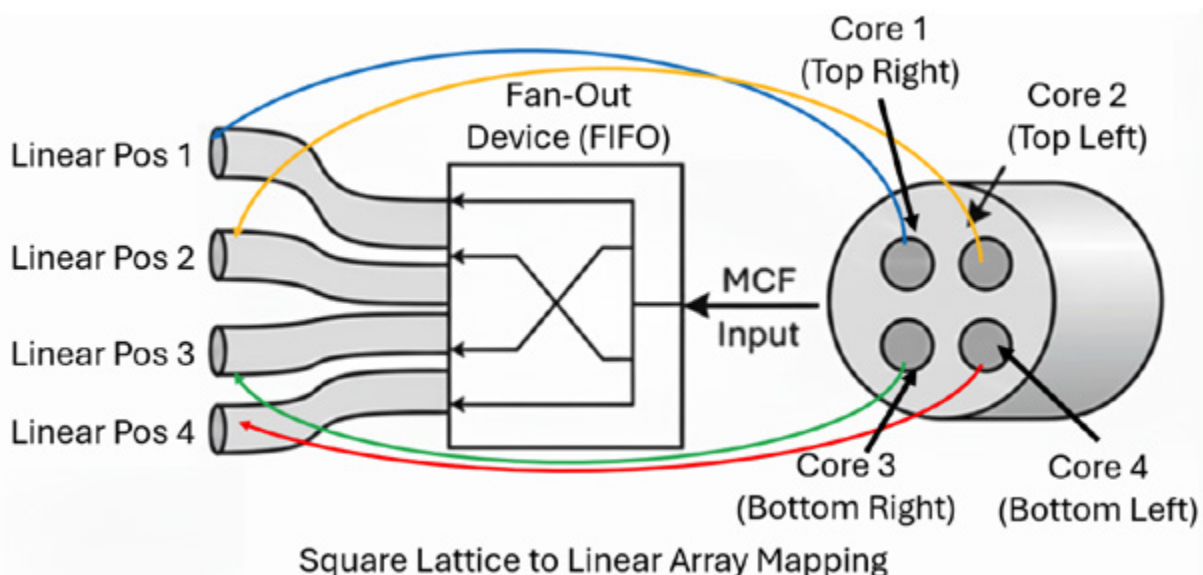 Core 1
(Top Right)
Core 2
(Top Left)
Fan-Out
Device (FIFO)
Linear Pos 1
Linear Pos 2
Linear Pos 3
Linear Pos 4
MCF
Input
Core 3
(Bottom Right)
Core 4
(Bottom Left)
Square Lattice to Linear Array Mapping